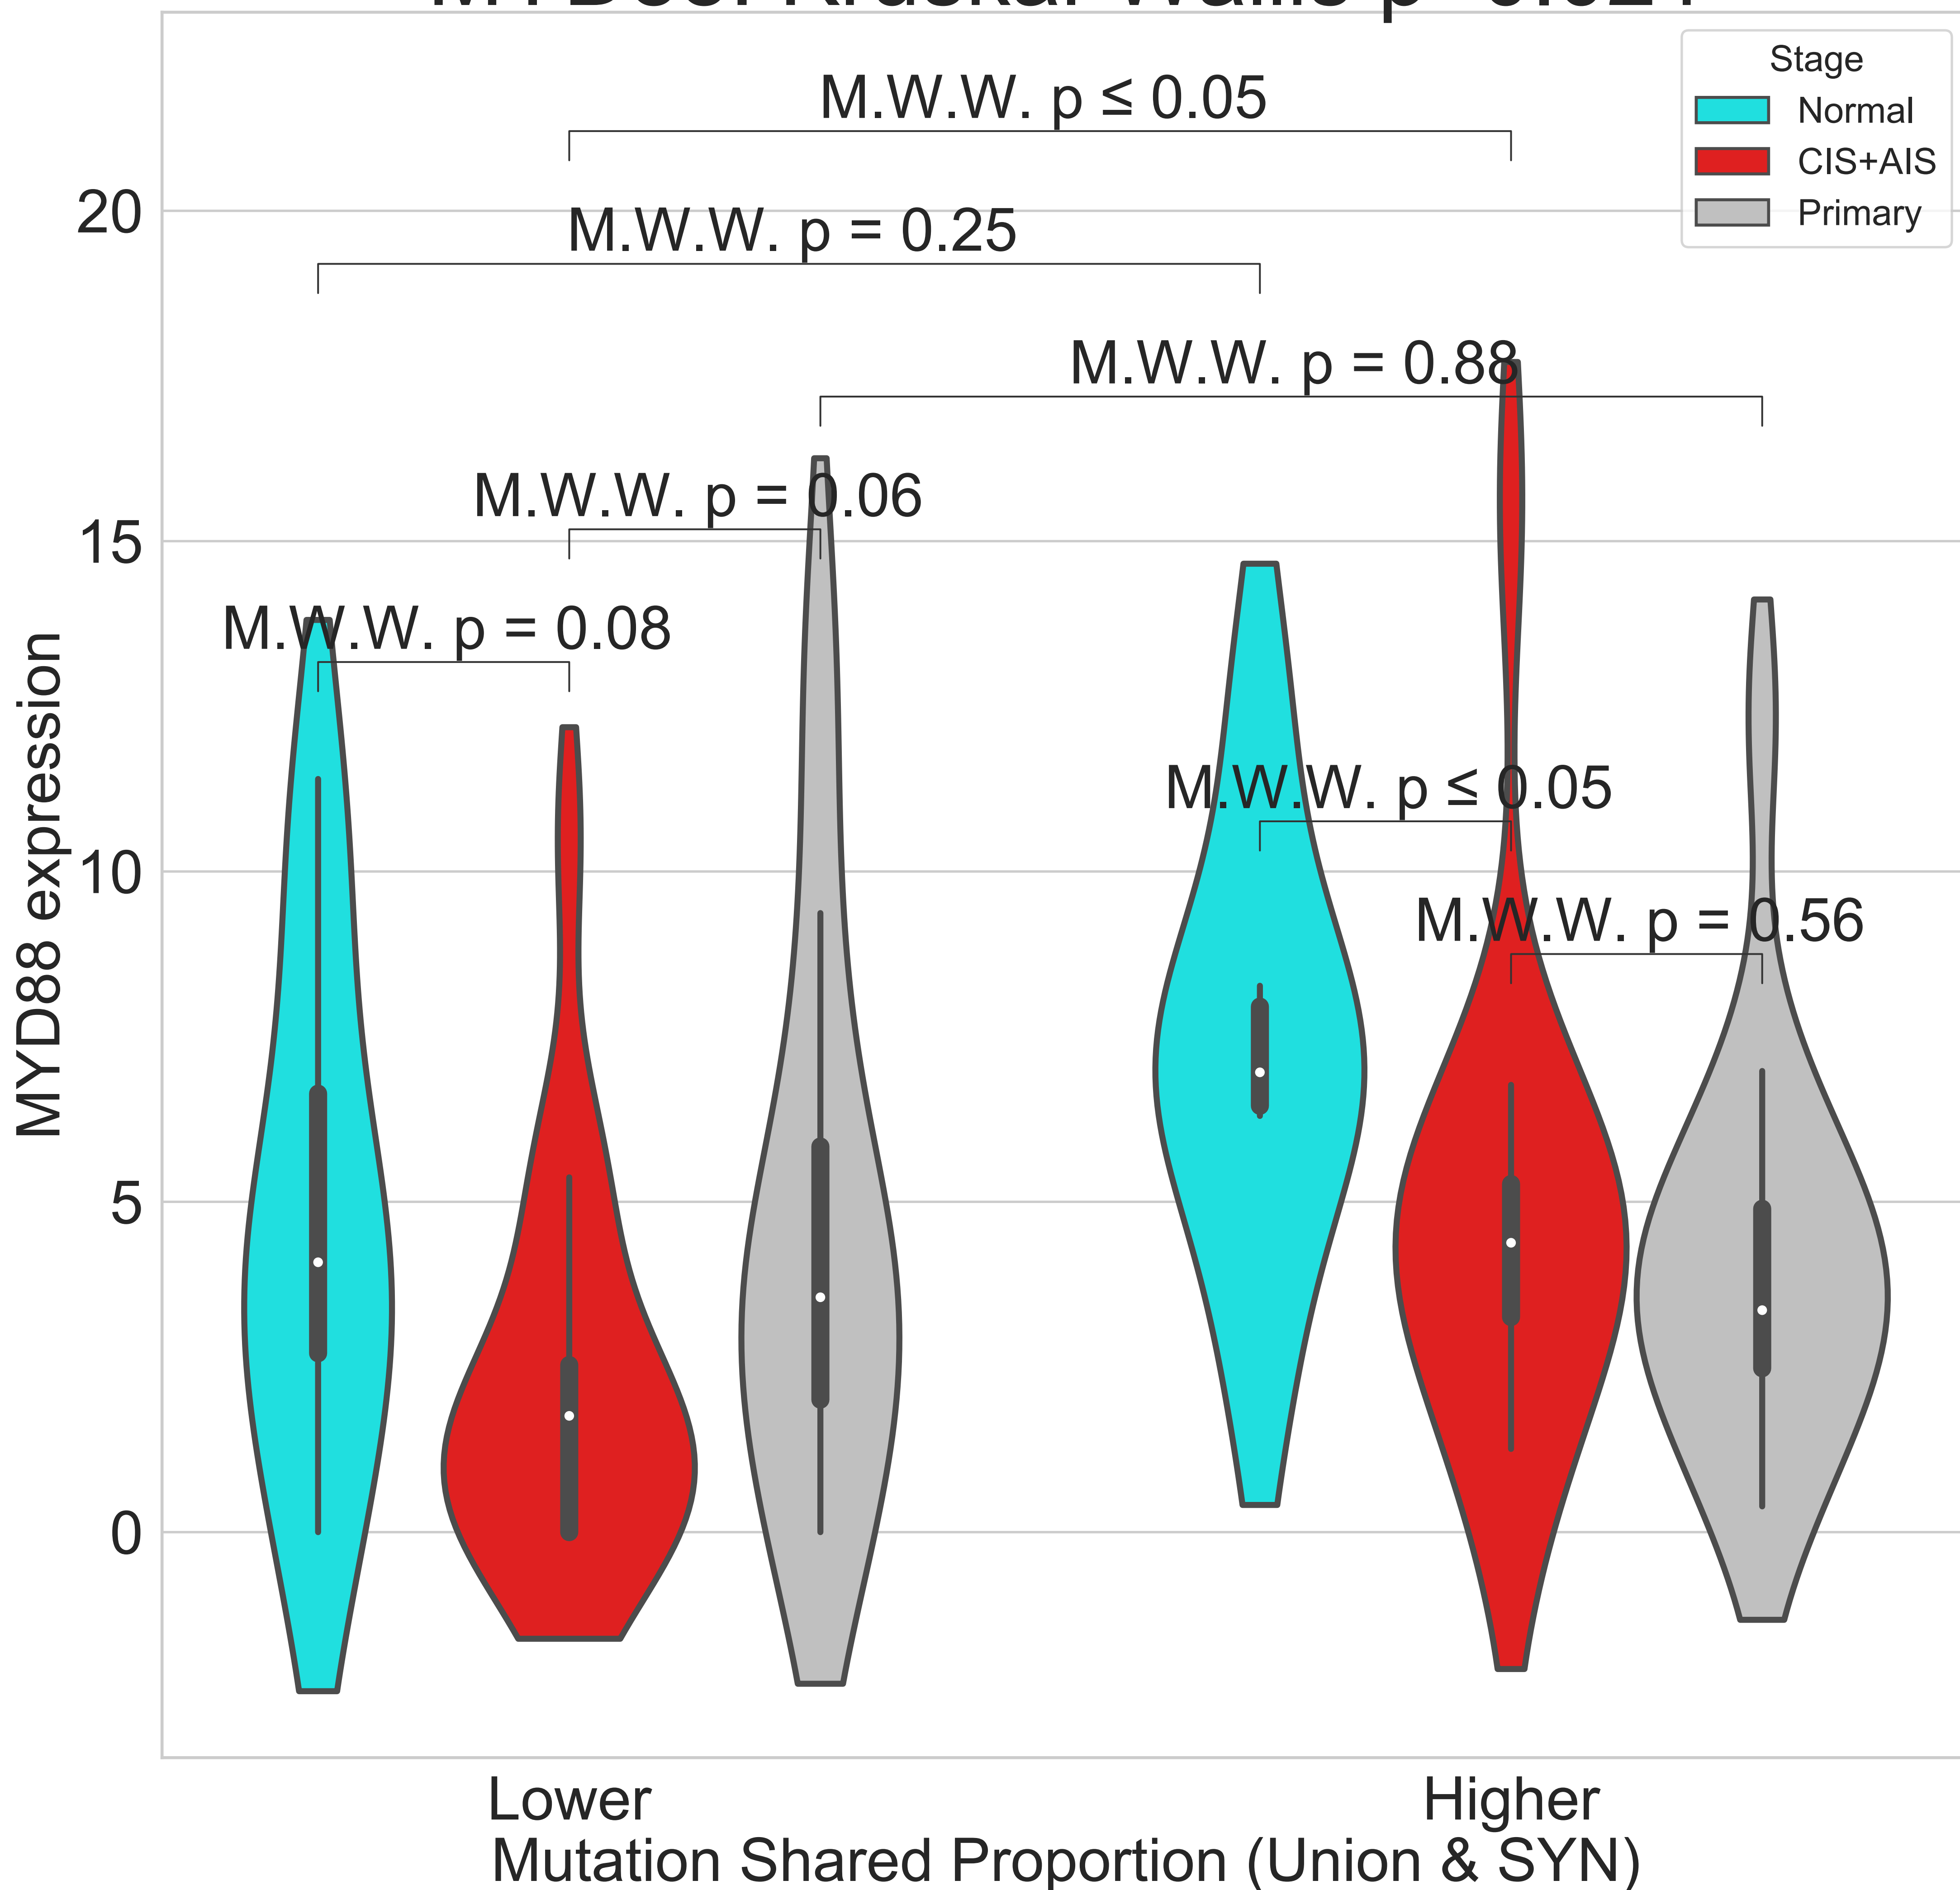 Stage
Normal
CIS+AIS
Primary
M.W.W. p ≤ 0.05
M.W.W. p = 0.25
M.W.W. p = 0.88
M.W.W. p = 0.06
M.W.W. p = 0.08
M.W.W. p ≤ 0.05
M.W.W. p = 0.56
20
15
10
5
0
MYD88 expression
Lower
Higher
Mutation Shared Proportion (Union & SYN)